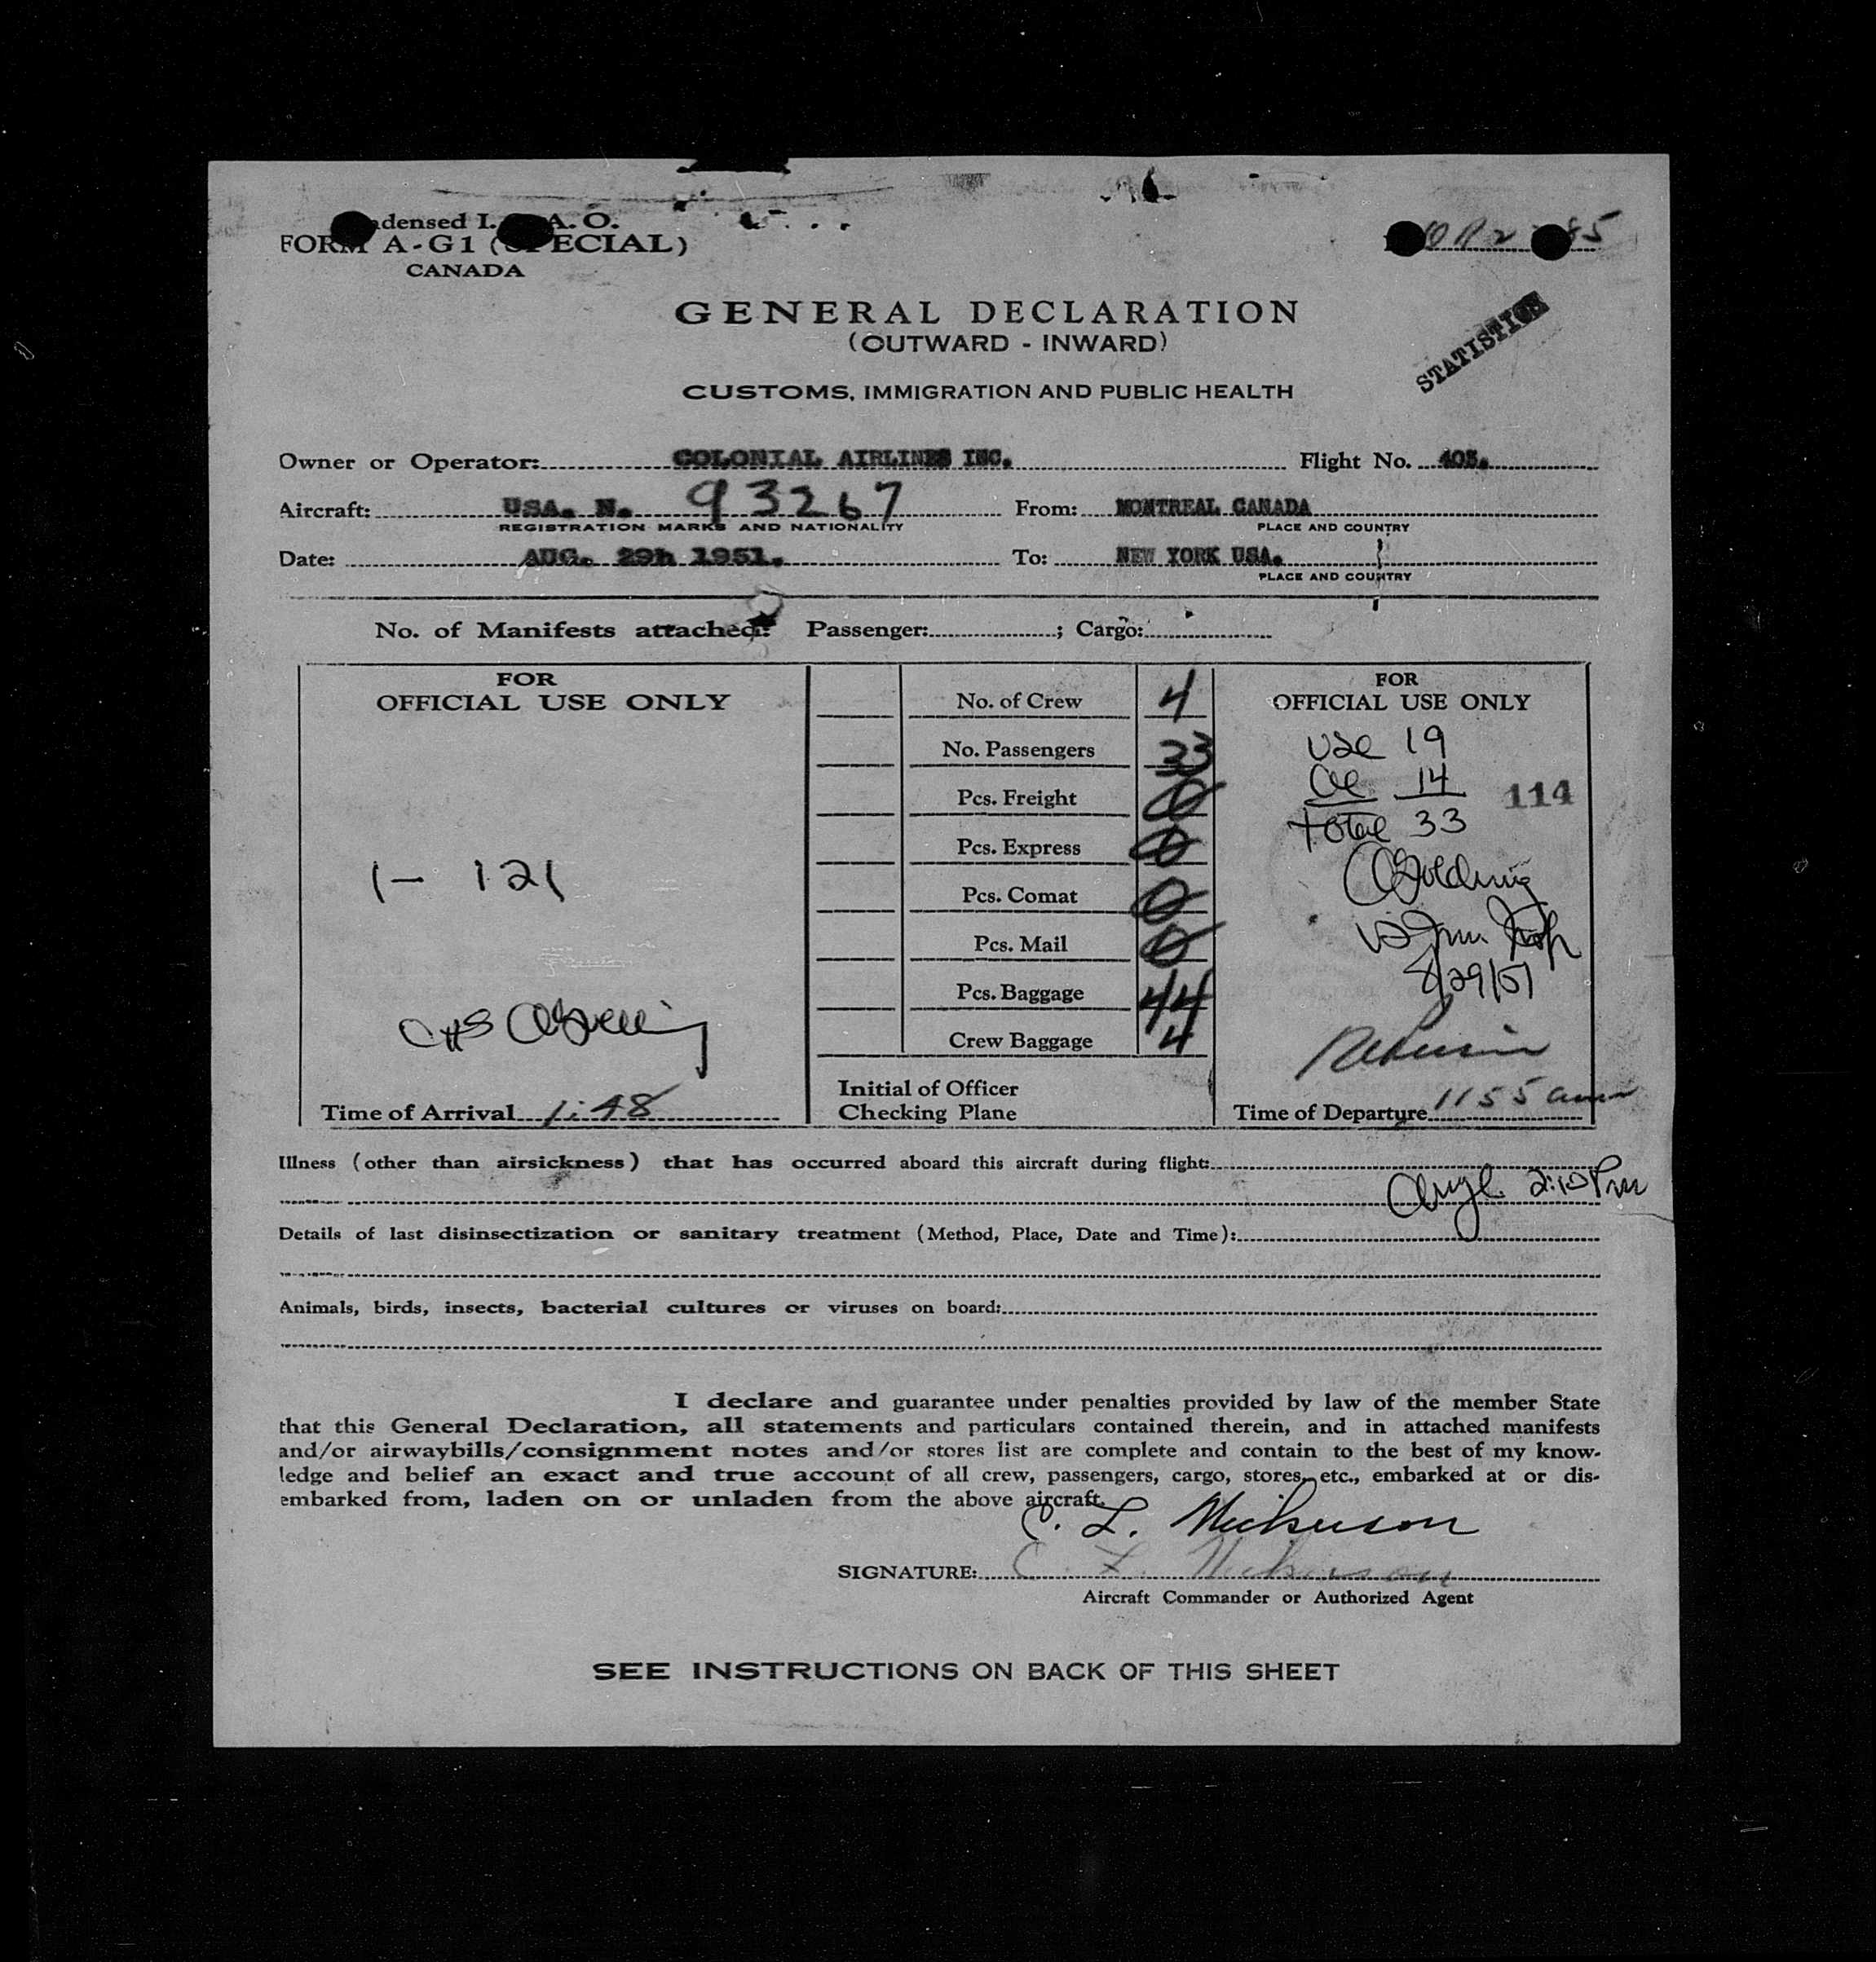 densed I. A. O.
FORM A-G1 (SPECIAL)
CANADA
STATISTICS
GENERAL DECLARATION
(OUTWARD - INWARD)
CUSTOMS, IMMIGRATION AND PUBLIC HEALTH
Owner or Operator: COLONIAL AIRLINES INC. Flight No. 403.
Aircraft: USA. N. 93267 From: MONTREAL CANADA
REGISTRATION MARKS AND NATIONALITY PLACE AND COUNTRY
Date: AUG. 29h 1951. To: NEW YORK USA.
PLACE AND COUNTRY
No. of Manifests attached: Passenger: ; Cargo:
FOR
OFFICIAL USE ONLY
1- 121
Time of Arrival 1:48
No. of Crew 4
No. Passengers 33
Pcs. Freight 0
Pcs. Express 0
Pcs. Comat 0
Pcs. Mail 0
Pcs. Baggage 44
Crew Baggage 4
Initial of Officer
Checking Plane
FOR
OFFICIAL USE ONLY
USC 19
14
Total 33
114
8/29/51
Time of Departure 1155 am
Illness (other than airsickness) that has occurred aboard this aircraft during flight:
2:10 Pm
Details of last disinsectization or sanitary treatment (Method, Place, Date and Time):
Animals, birds, insects, bacterial cultures or viruses on board:
I declare and guarantee under penalties provided by law of the member State
that this General Declaration, all statements and particulars contained therein, and in attached manifests
and/or airwaybills/consignment notes and/or stores list are complete and contain to the best of my know-
ledge and belief an exact and true account of all crew, passengers, cargo, stores, etc., embarked at or dis-
embarked from, laden on or unladen from the above aircraft.
E. L. Nickerson
SIGNATURE: E. L. Nickerson
Aircraft Commander or Authorized Agent
SEE INSTRUCTIONS ON BACK OF THIS SHEET